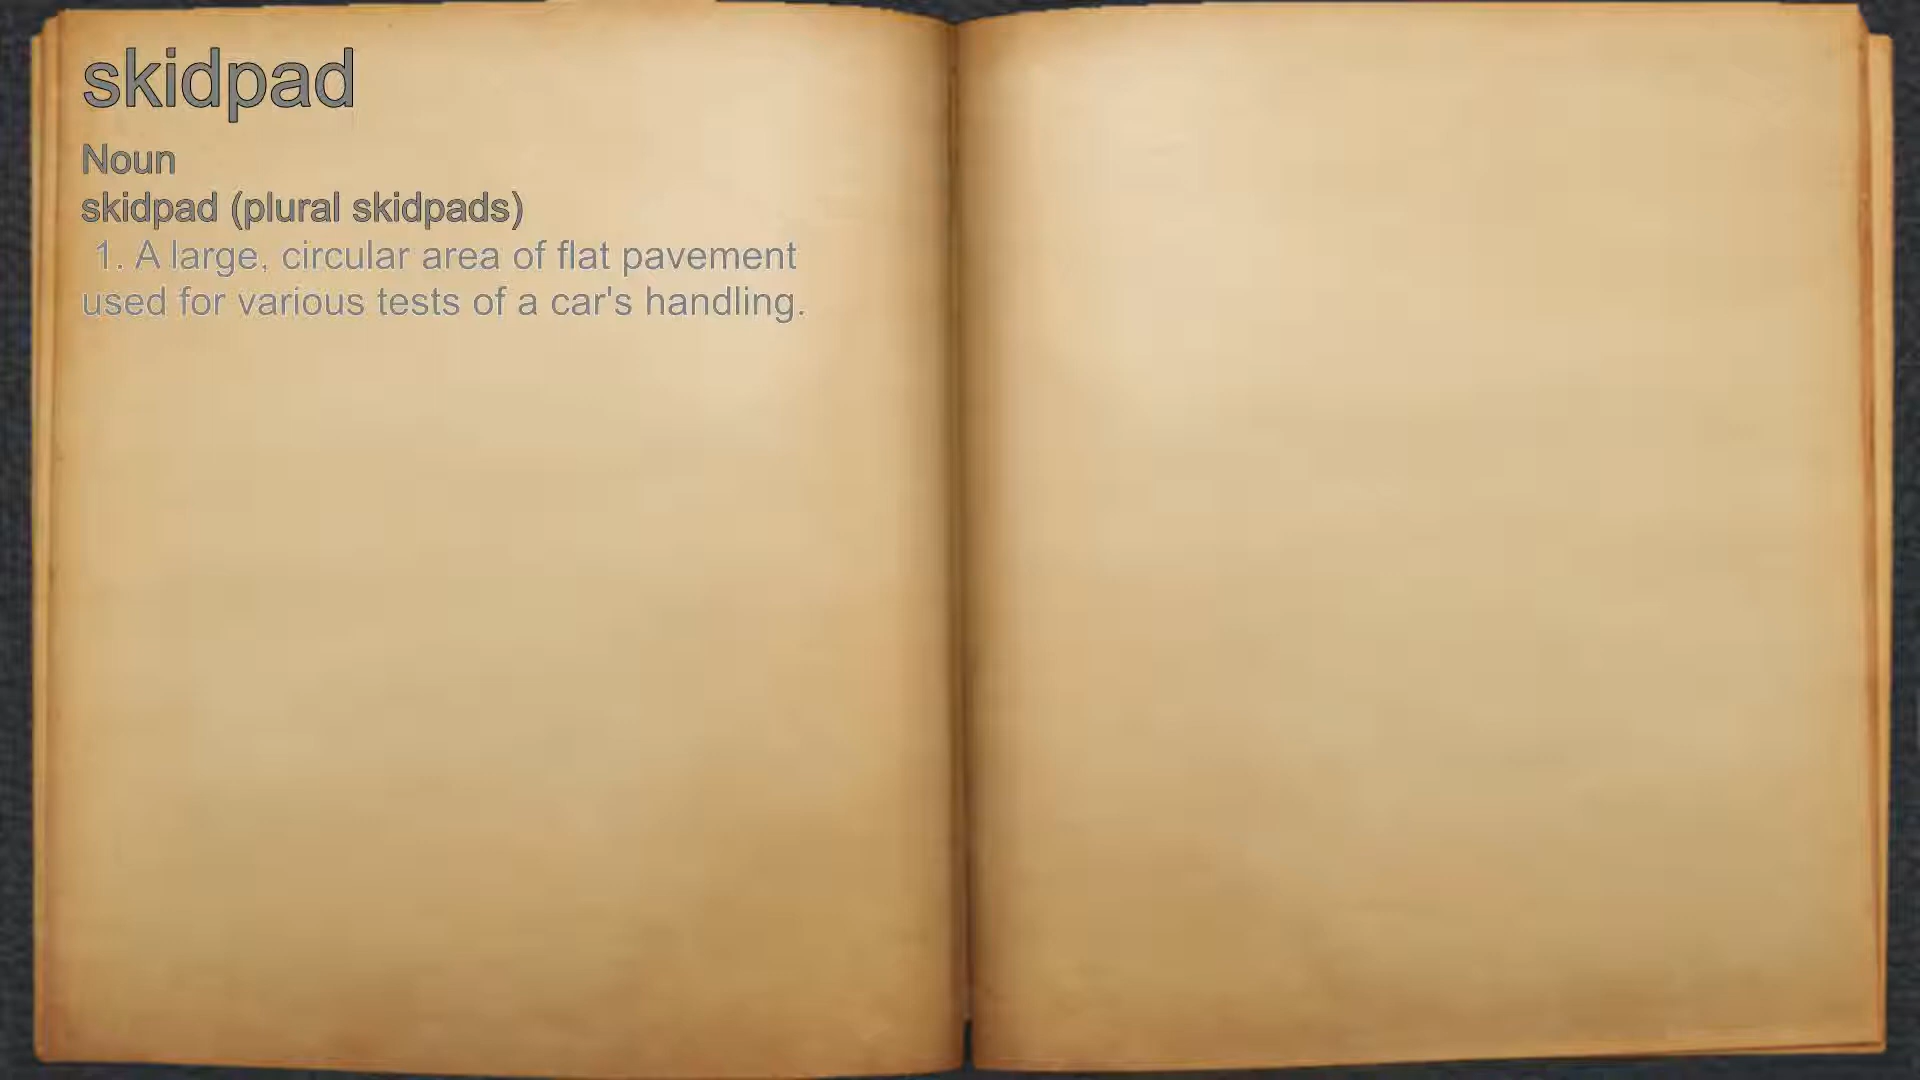 skidpad
Noun
skidpad (plural skidpads)
1. A large, circular area of flat pavement
used for various tests of a car's handling.